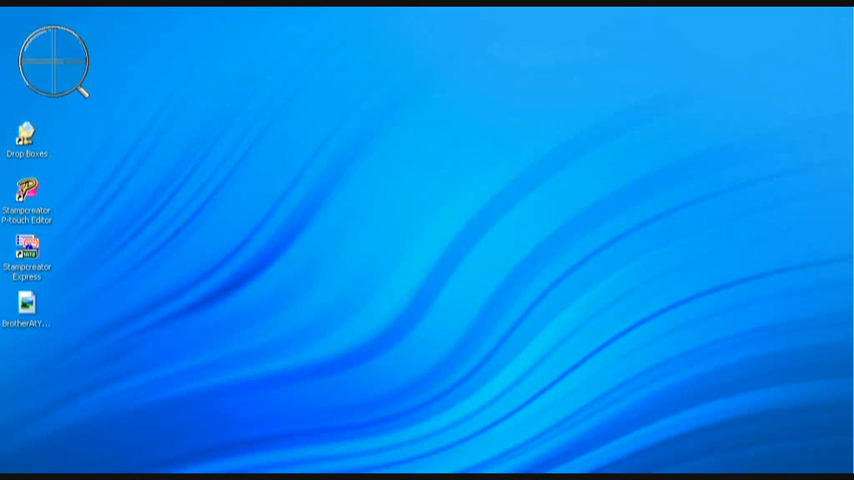 Drop Boxes
Stampcreator
P-touch Editor
Stampcreator
Express
BrotherAtY...